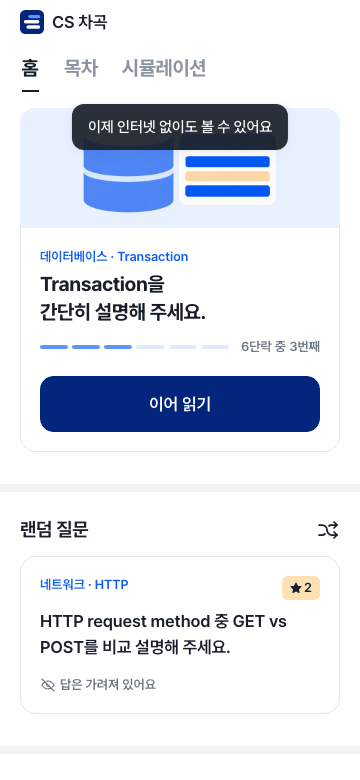 CS 차곡
홈 목차 시뮬레이션
이제 인터넷 없이도 볼 수 있어요
데이터베이스 · Transaction
Transaction을
간단히 설명해 주세요.
6단락 중 3번째
이어 읽기
랜덤 질문
네트워크 · HTTP
★2
HTTP request method 중 GET vs
POST를 비교 설명해 주세요.
답은 가려져 있어요